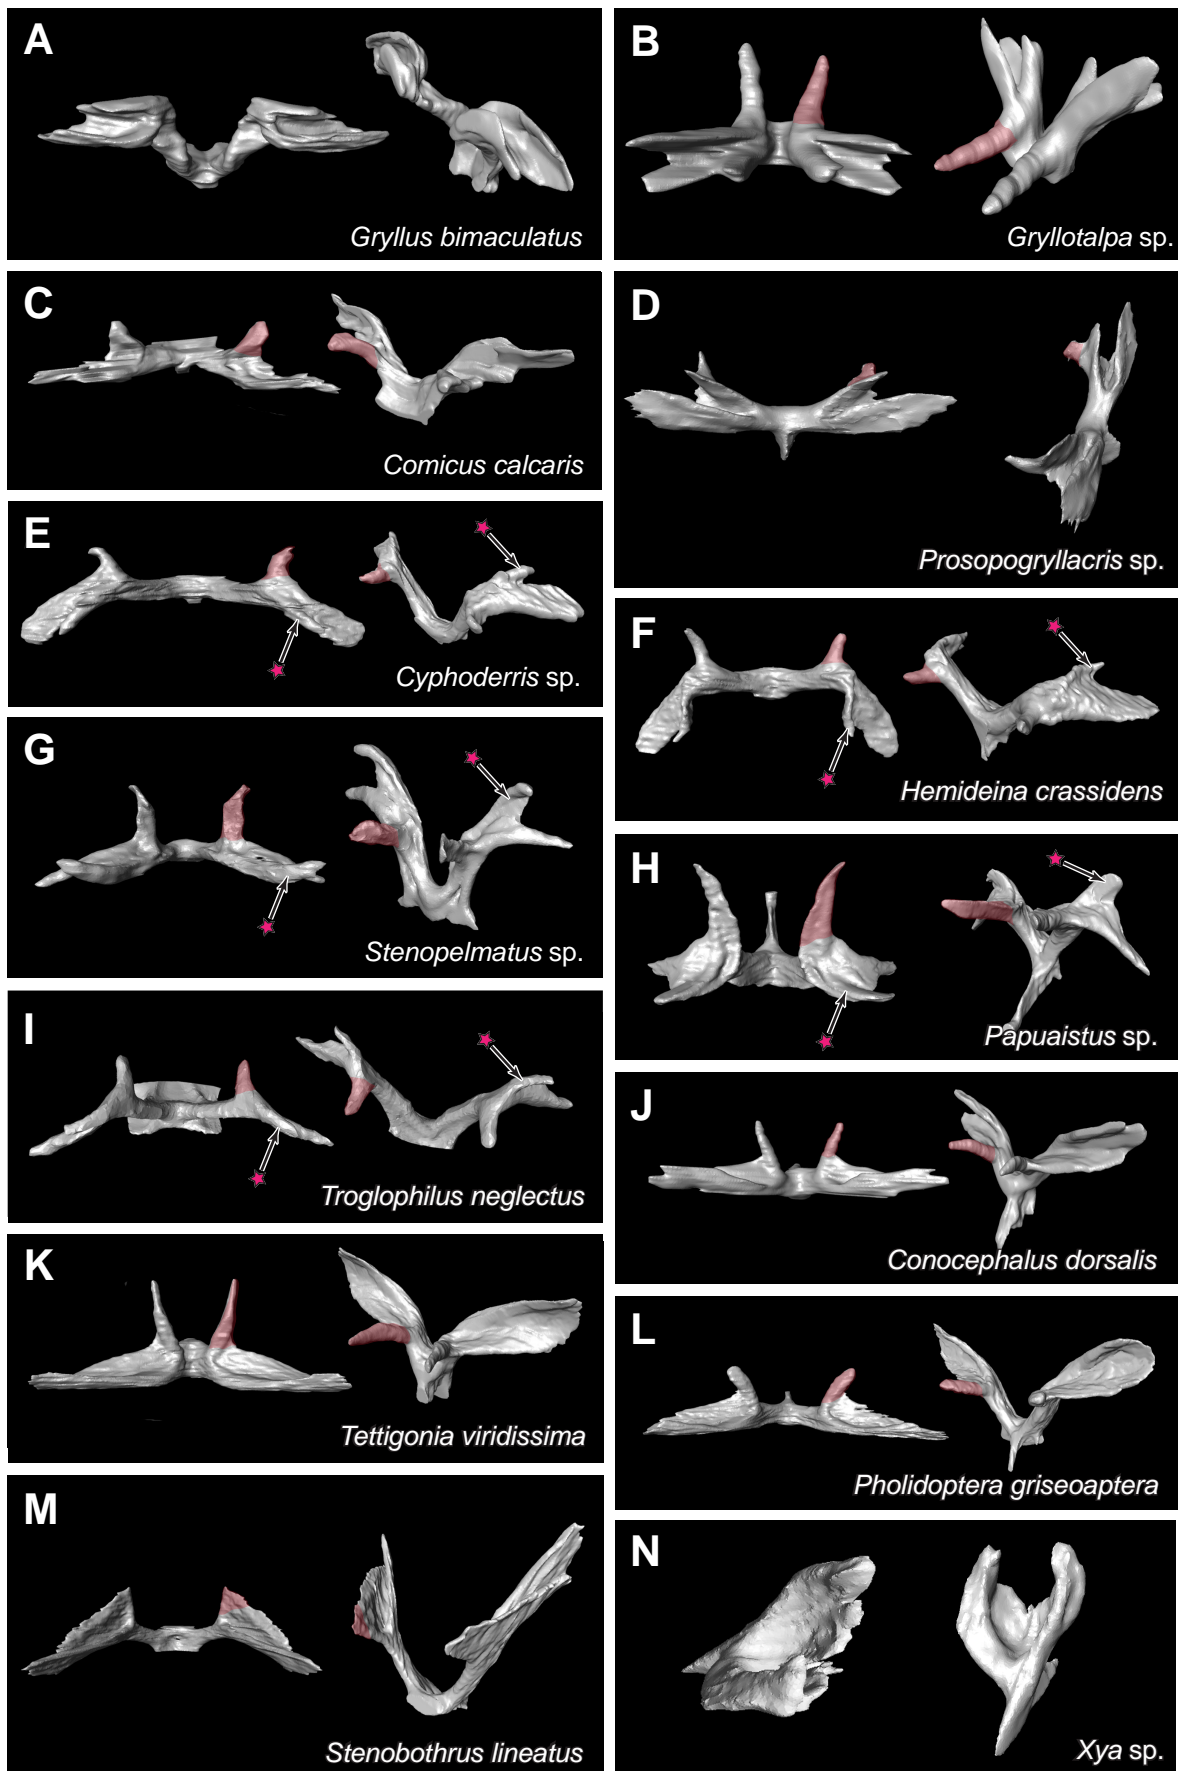 A
Gryllus bimaculatus
B
Gryllotalpa sp.
C
Comicus calcaris
D
Prosopogryllacris sp.
E
Cyphoderris sp.
F
Hemideina crassidens
G
Stenopelmatus sp.
H
Papuaistus sp.
I
Troglophilus neglectus
J
Conocephalus dorsalis
K
Tettigonia viridissima
L
Pholidoptera griseoaptera
M
Stenobothrus lineatus
N
Xya sp.